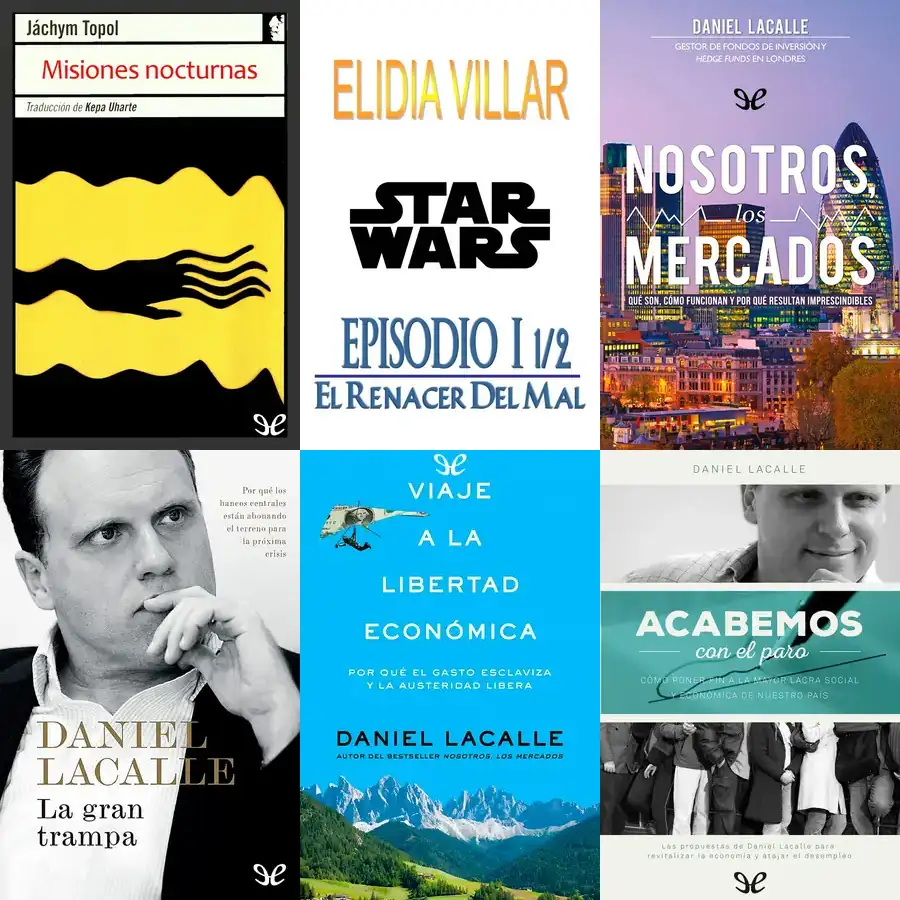 Jáchym Topol
Misiones nocturnas
Traducción de Kepa Uharte
ELIDIA VILLAR
STAR
WARS
EPISODIO I 1/2
EL RENACER DEL MAL
DANIEL LACALLE
GESTOR DE FONDOS DE INVERSIÓN Y
HEDGE FUNDS EN LONDRES
NOSOTROS,
los
MERCADOS
QUÉ SON, CÓMO FUNCIONAN Y POR QUÉ RESULTAN IMPRESCINDIBLES
Por qué los
bancos centrales
están abonando
el terreno para
la próxima
crisis
DANIEL
LACALLE
La gran
trampa
VIAJE
A LA
LIBERTAD
ECONÓMICA
POR QUÉ EL GASTO ESCLAVIZA
Y LA AUSTERIDAD LIBERA
DANIEL LACALLE
AUTOR DEL BESTSELLER NOSOTROS, LOS MERCADOS
DANIEL LACALLE
ACABEMOS
con el paro
CÓMO PONER FIN A LA MAYOR LACRA SOCIAL
Y ECONÓMICA DE NUESTRO PAÍS
Las propuestas de Daniel Lacalle para
revitalizar la economía y atajar el desempleo